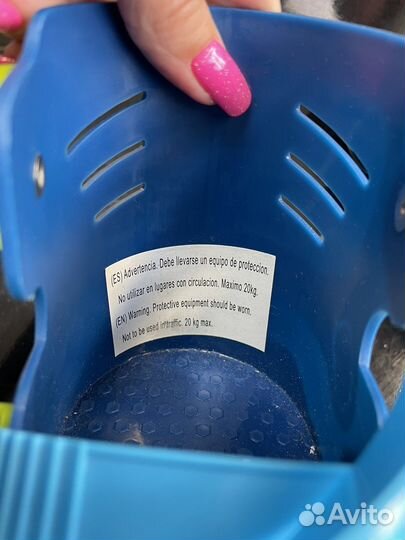 (ES) Advertencia. Debe llevarse un equipo de proteccion.
No utilizar en lugares con circulacion. Maximo 20kg.
(EN) Warning. Protective equipment should be worn.
Not to be used in traffic. 20 kg max.
Avito